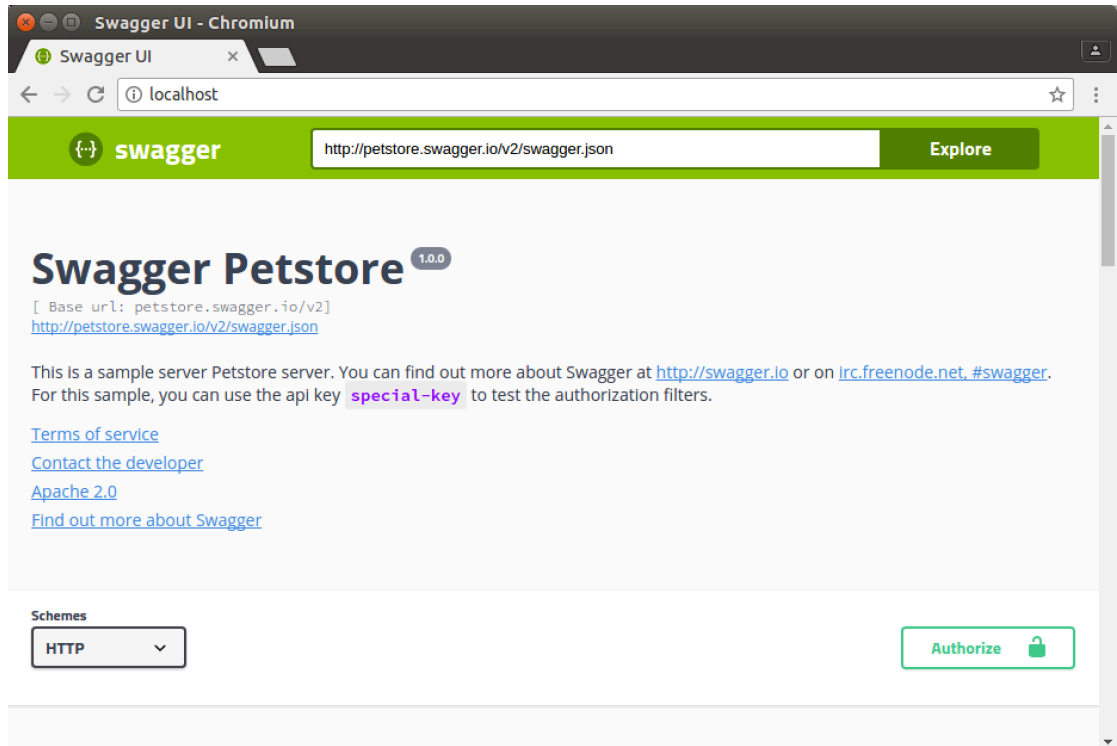 Swagger UI - Chromium
Swagger UI
localhost
{···} swagger http://petstore.swagger.io/v2/swagger.json Explore
Swagger Petstore 1.0.0
[ Base url: petstore.swagger.io/v2]
http://petstore.swagger.io/v2/swagger.json
This is a sample server Petstore server. You can find out more about Swagger at http://swagger.io or on irc.freenode.net, #swagger.
For this sample, you can use the api key special-key to test the authorization filters.
Terms of service
Contact the developer
Apache 2.0
Find out more about Swagger
Schemes
HTTP Authorize